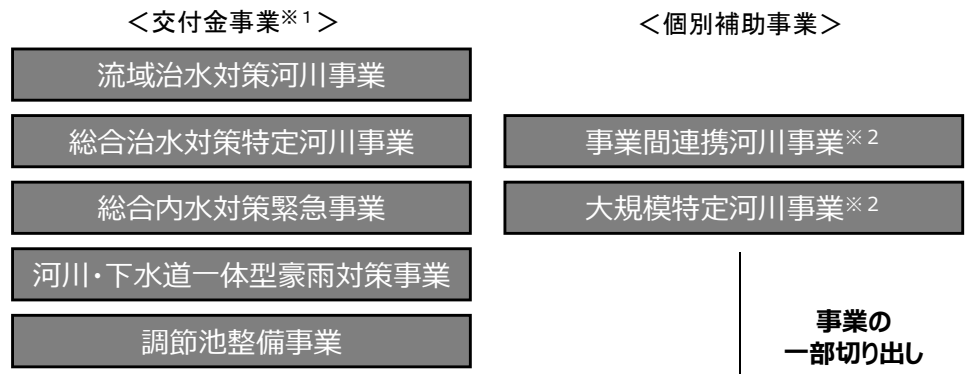 ＜交付金事業※1＞
流域治水対策河川事業
総合治水対策特定河川事業
総合内水対策緊急事業
河川・下水道一体型豪雨対策事業
調節池整備事業
＜個別補助事業＞
事業間連携河川事業※2
大規模特定河川事業※2
事業の
一部切り出し